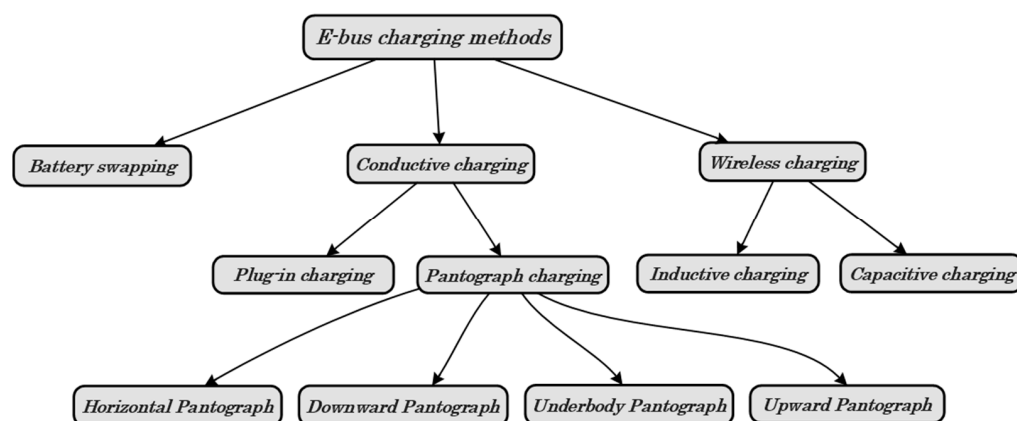 E-bus charging methods
Battery swapping
Conductive charging
Wireless charging
Plug-in charging
Pantograph charging
Inductive charging
Capacitive charging
Horizontal Pantograph
Downward Pantograph
Underbody Pantograph
Upward Pantograph